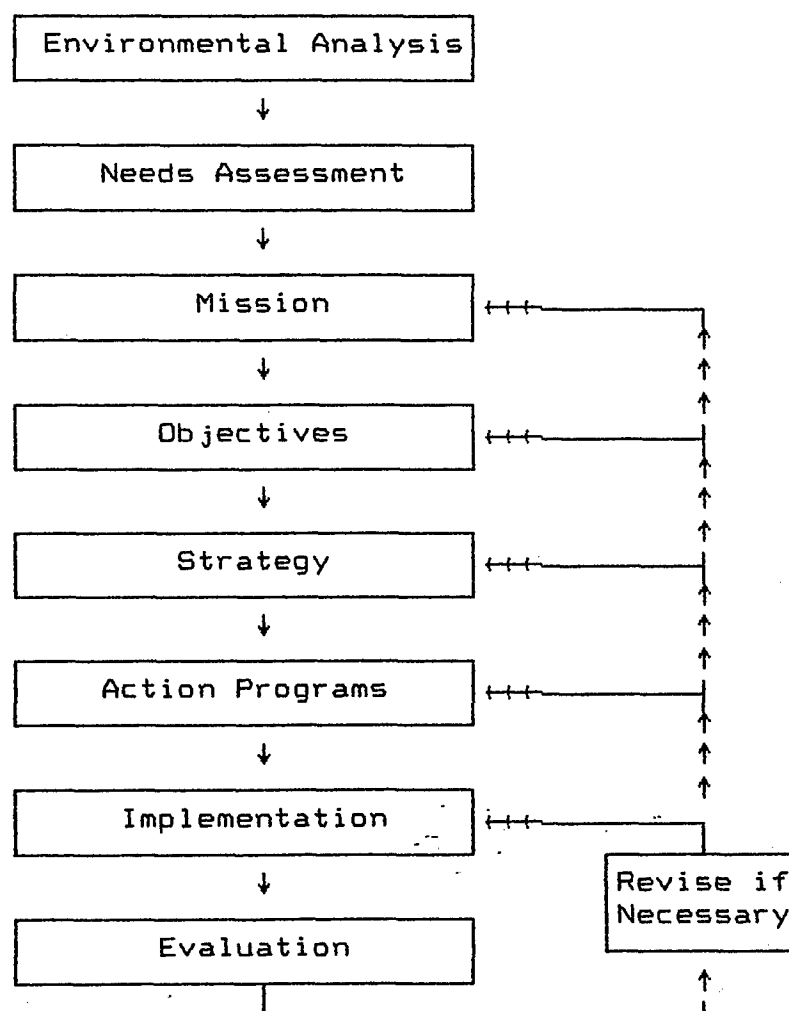 Environmental Analysis
Needs Assessment
Mission
Objectives
Strategy
Action Programs
Implementation
Revise if
Necessary
Evaluation